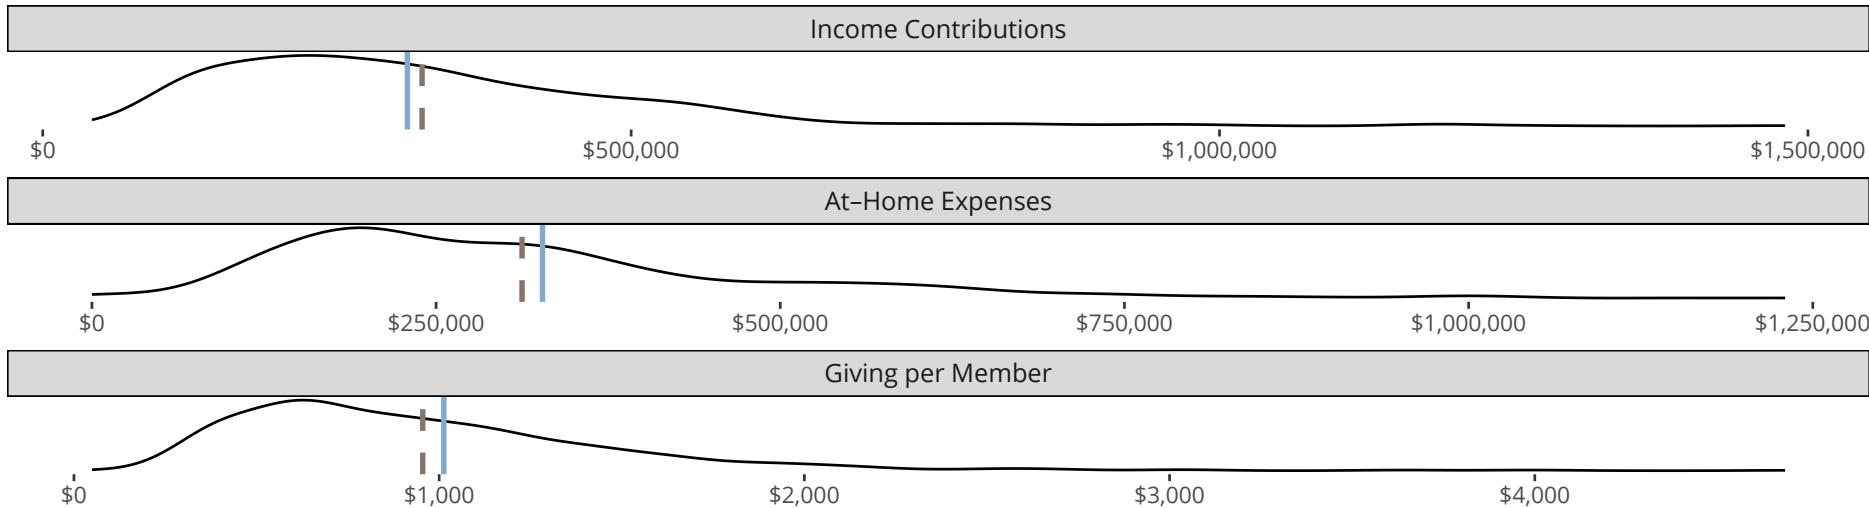 Income Contributions
$0 $500,000 $1,000,000 $1,500,000
At–Home Expenses
$0 $250,000 $500,000 $750,000 $1,000,000 $1,250,000
Giving per Member
$0 $1,000 $2,000 $3,000 $4,000